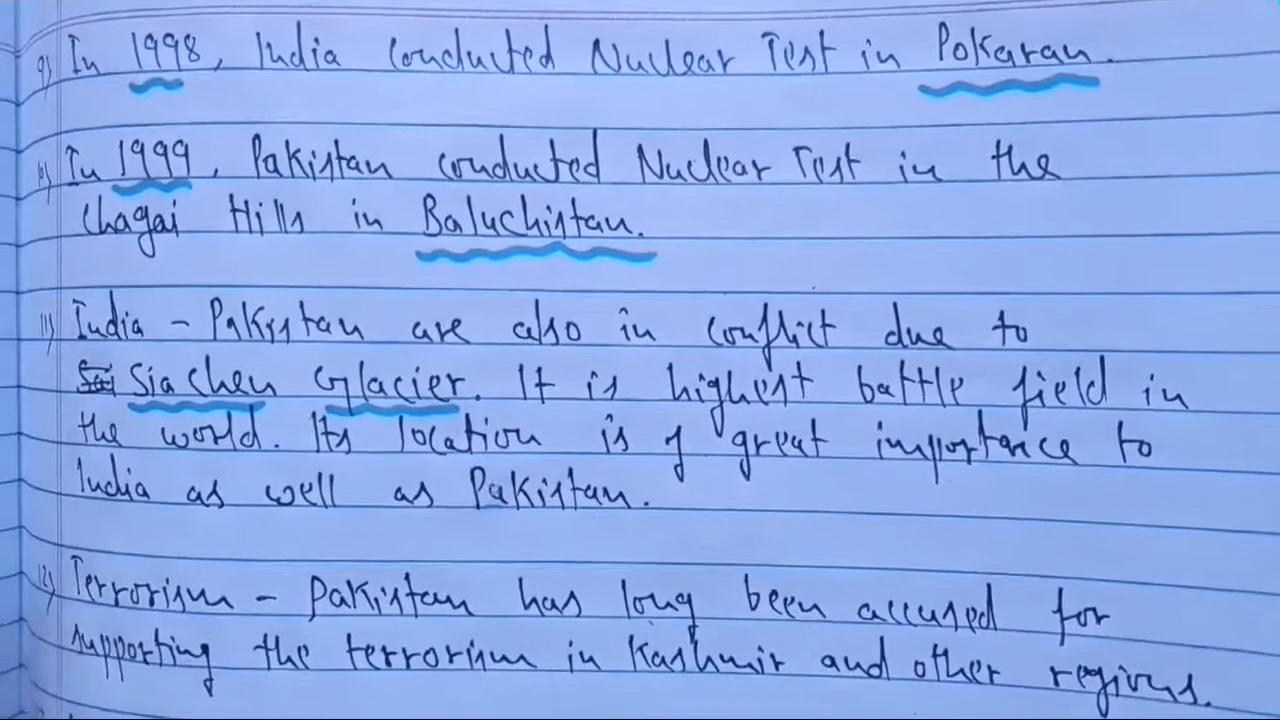 9) In 1998, India conducted Nuclear Test in Pokaran.
10) In 1999, Pakistan conducted Nuclear Test in the
Chagai Hills in Baluchistan.
11) India - Pakistan are also in conflict due to
Siachen Glacier. It is highest battle field in
the world. Its location is of great importance to
India as well as Pakistan.
12) Terrorism - Pakistan has long been accused for
supporting the terrorism in Kashmir and other regions.